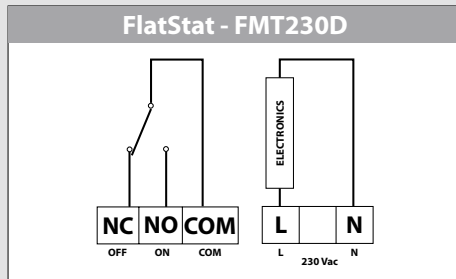 FlatStat - FMT230D
ELECTRONICS
NC NO COM L N
OFF ON COM L N
230 Vac